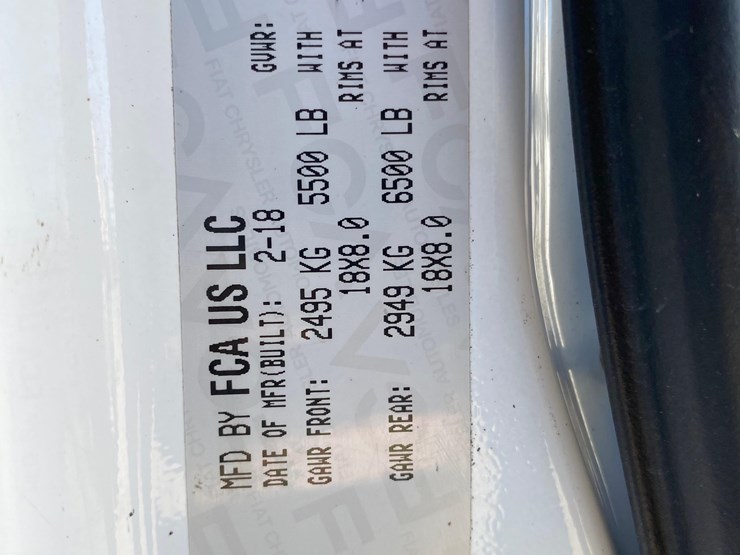 MFD BY FCA US LLC
DATE OF MFR(BUILT): 2-18 GVWR:
GAWR FRONT: 2495 KG 5500 LB WITH
18X8.0 RIMS AT
GAWR REAR: 2949 KG 6500 LB WITH
18X8.0 RIMS AT